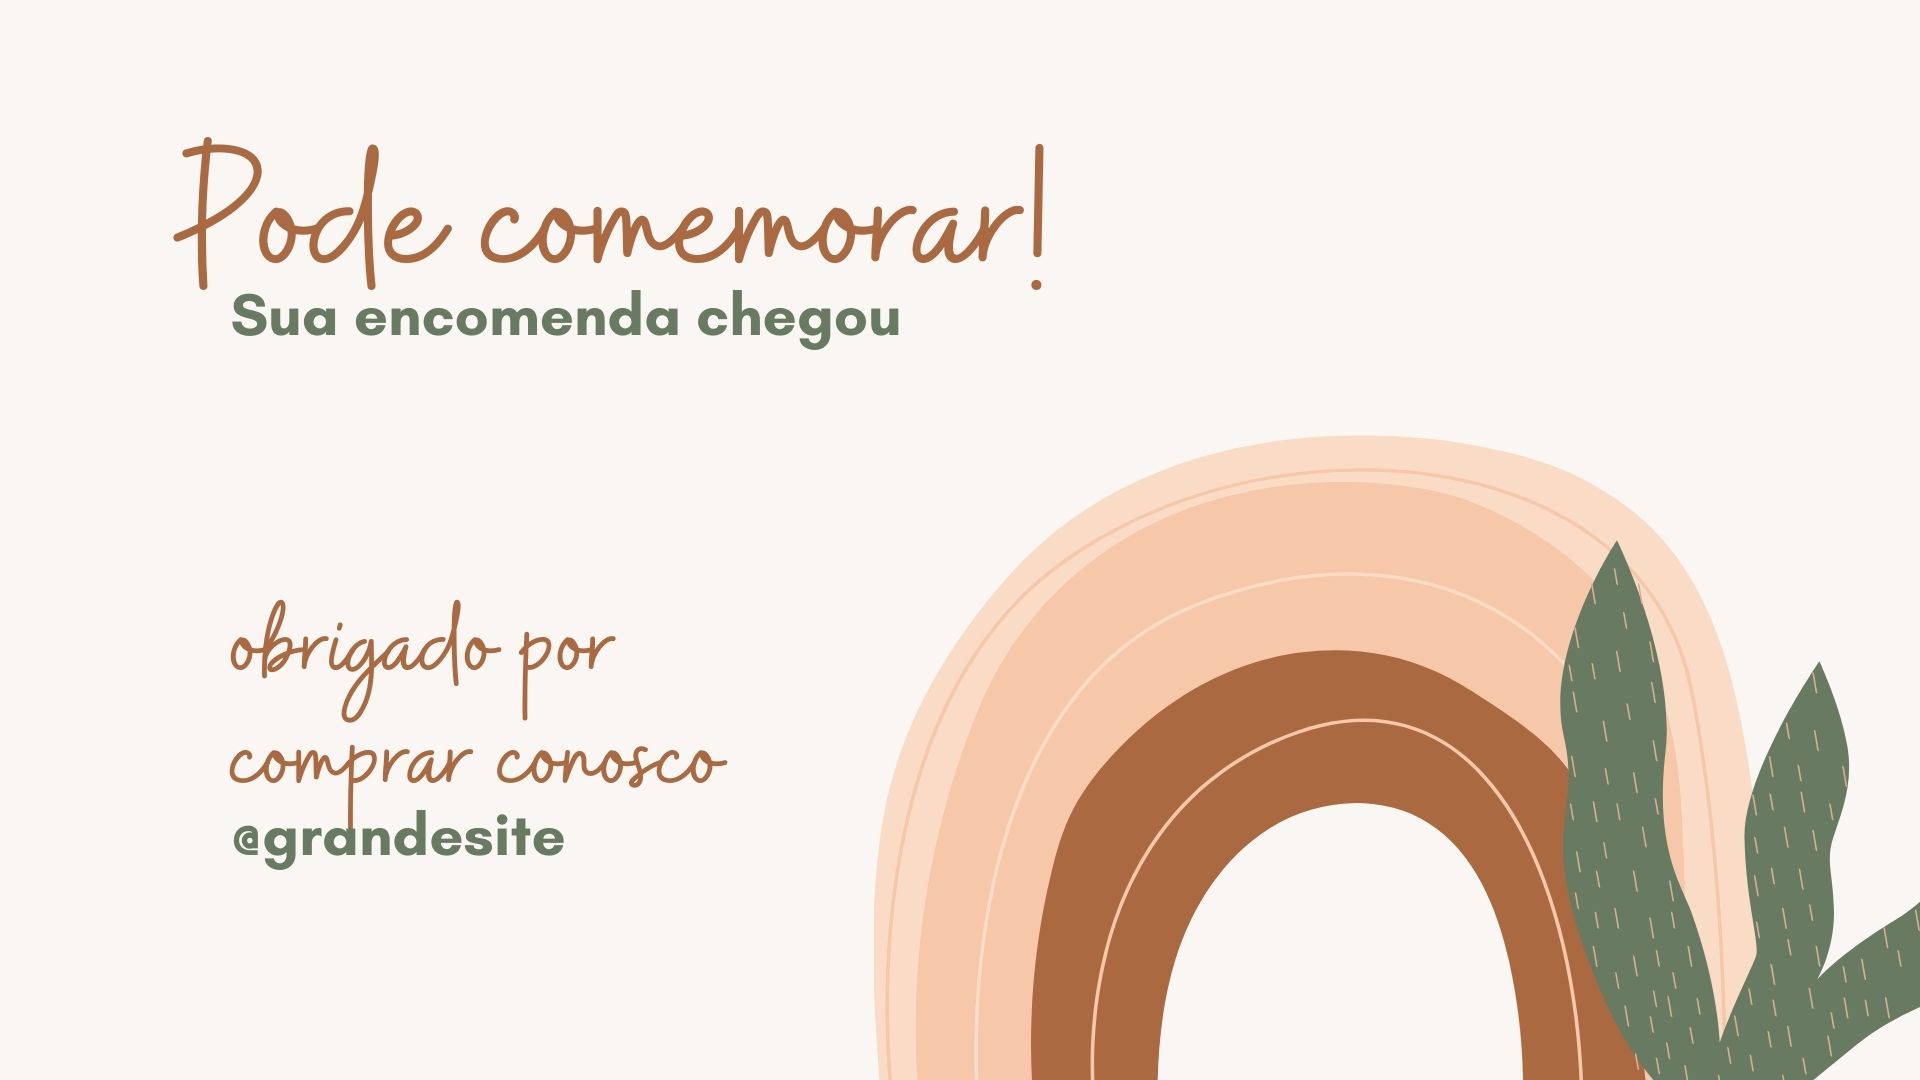 Pode comemorar!
Sua encomenda chegou
obrigado por
comprar conosco
@grandesite